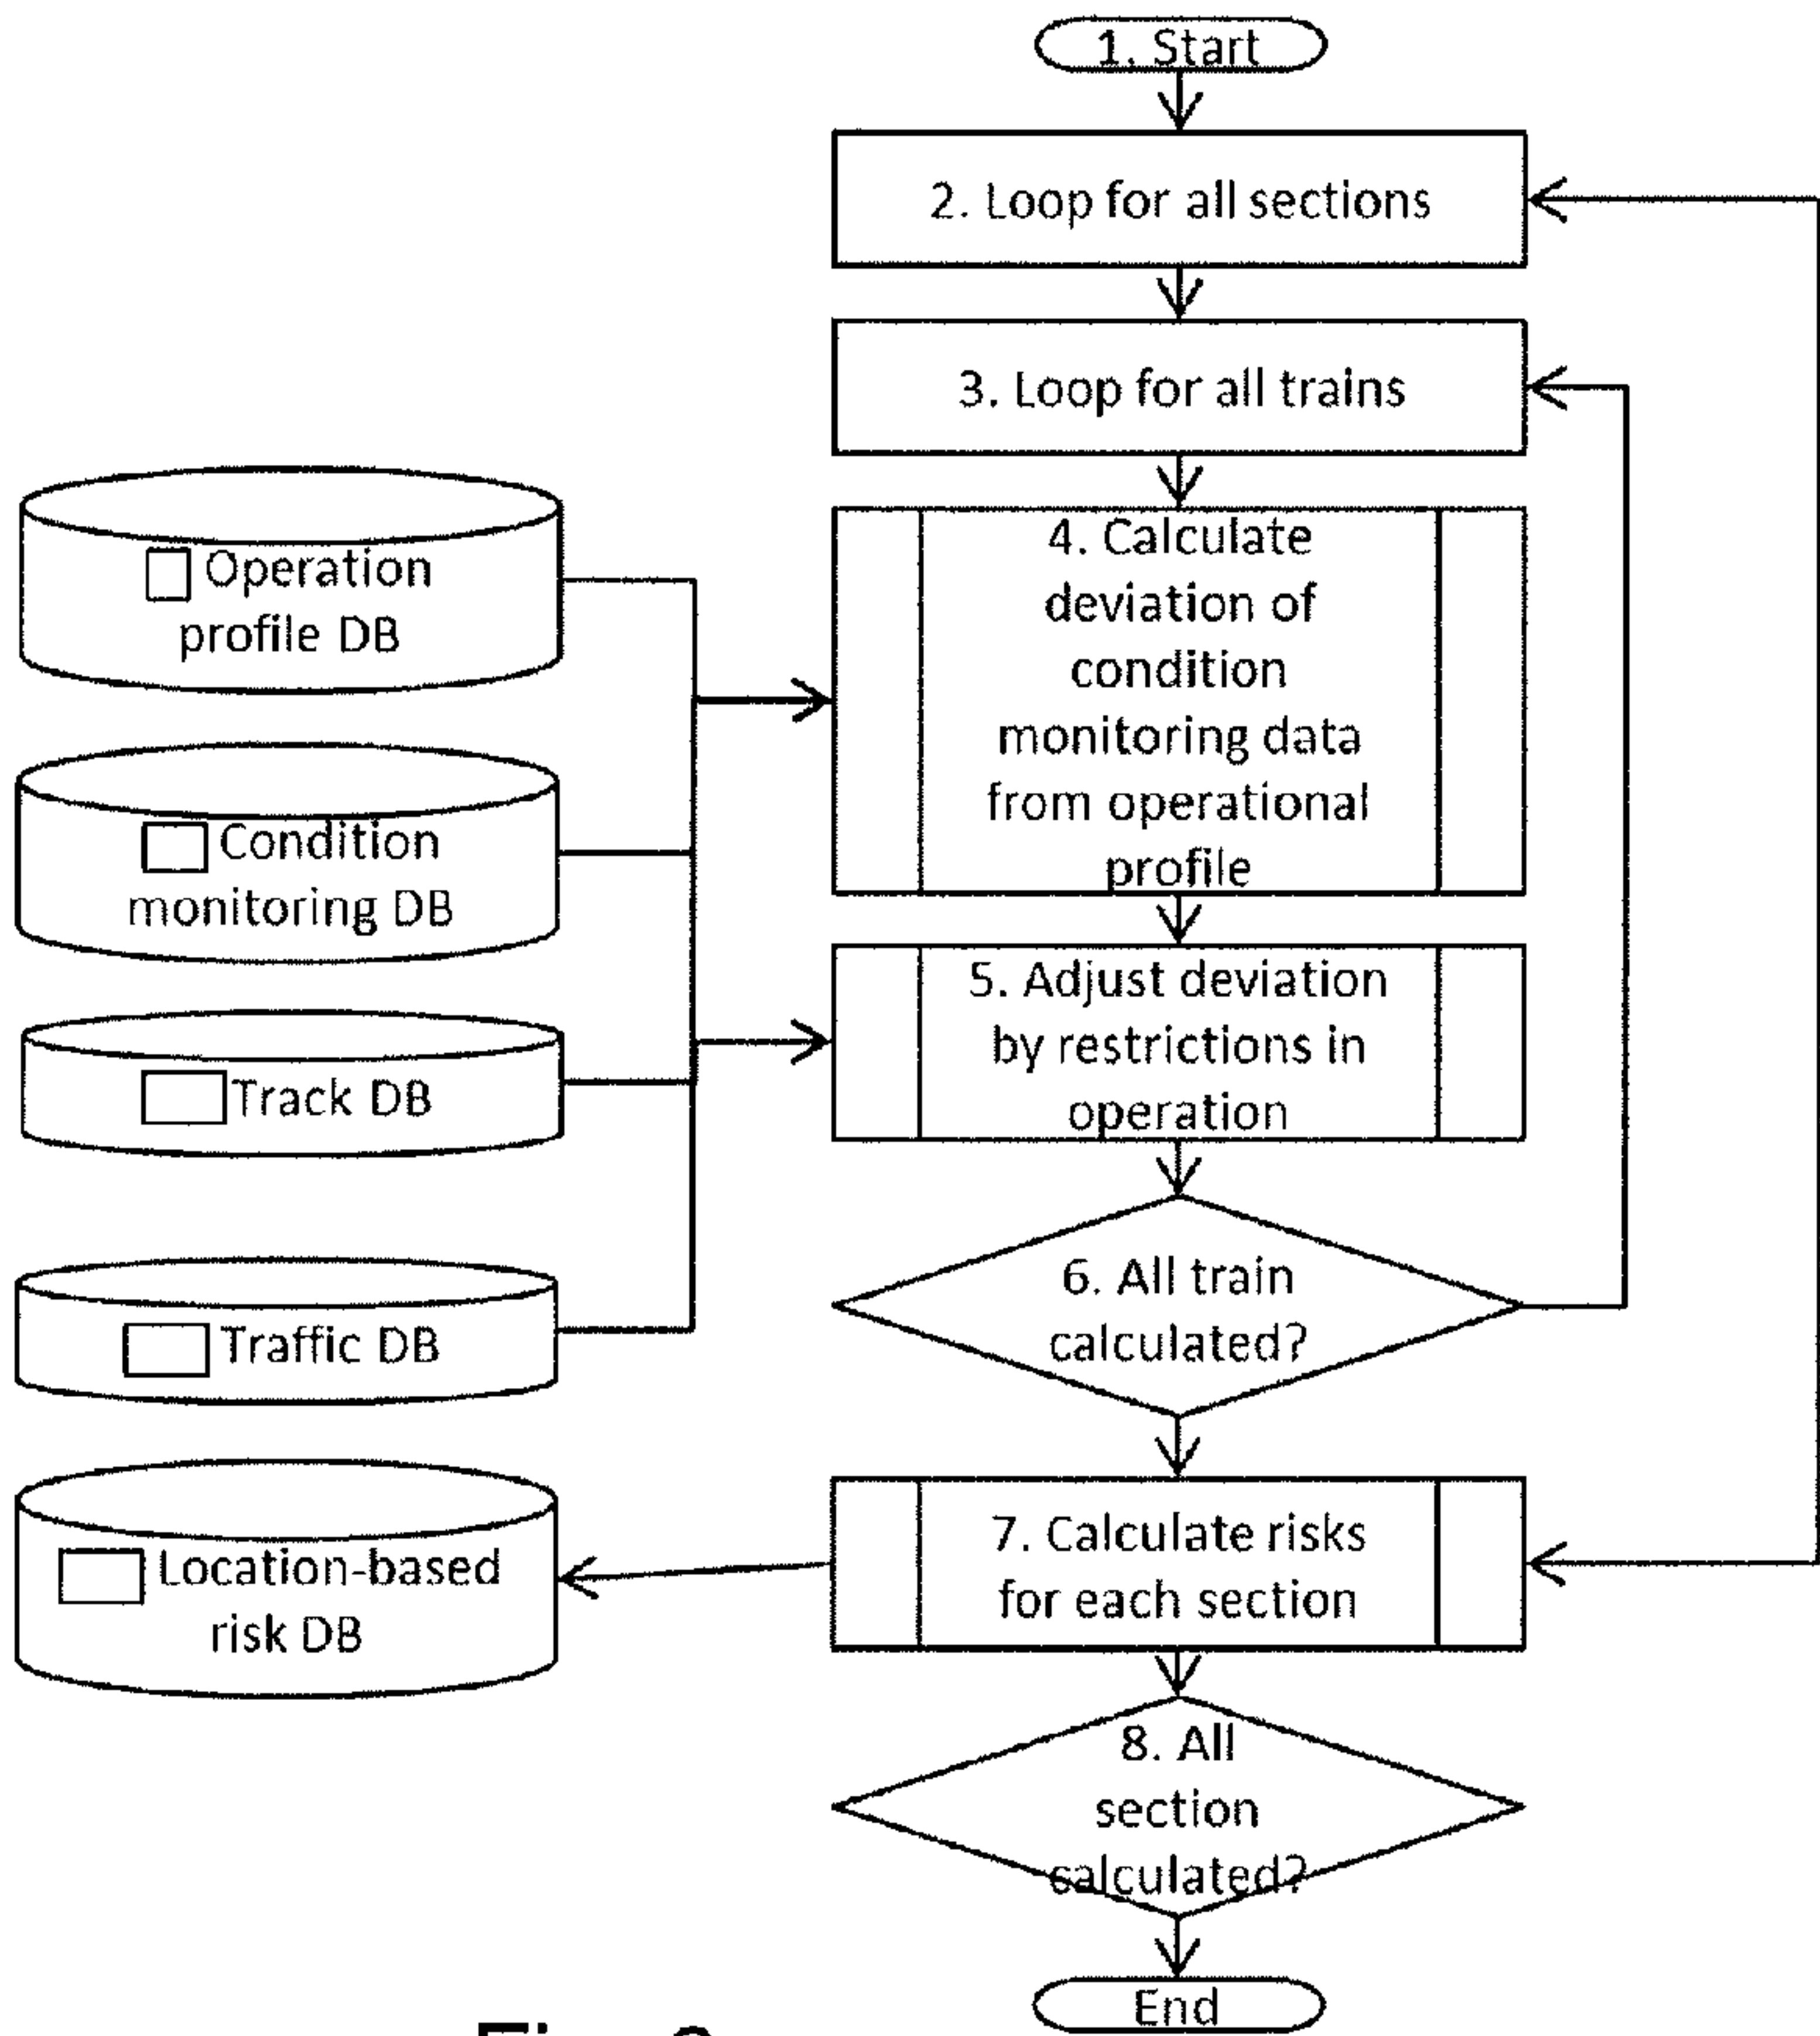 1. Start
2. Loop for all sections
3. Loop for all trains
Operation
profile DB
4. Calculate
deviation of
condition
monitoring data
from operational
profile
Condition
monitoring DB
5. Adjust deviation
by restrictions in
operation
Track DB
6. All train
calculated?
Traffic DB
7. Calculate risks
for each section
Location-based
risk DB
8. All
section
calculated?
End